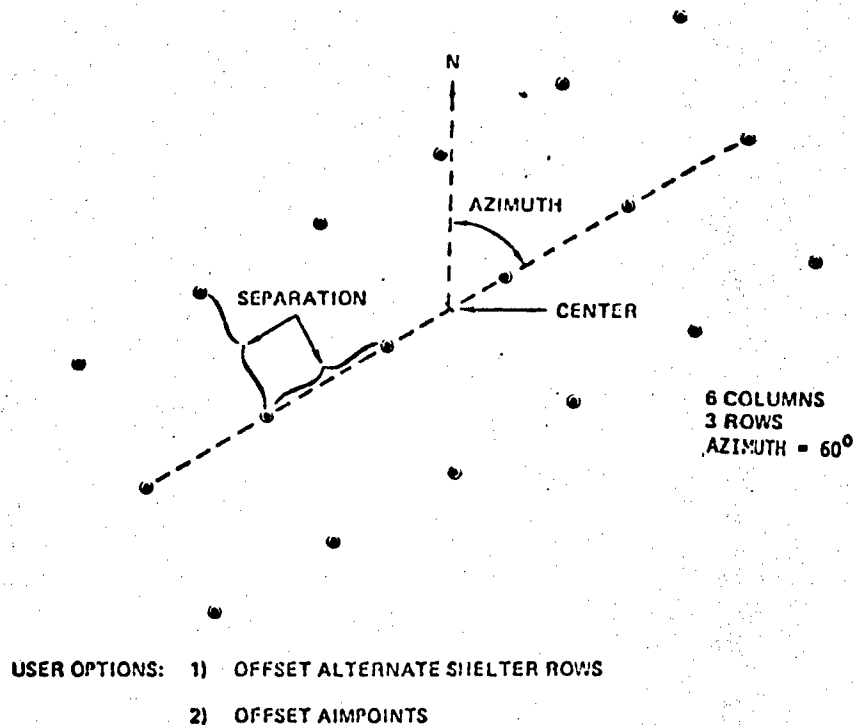 N
AZIMUTH
SEPARATION
CENTER
6 COLUMNS
3 ROWS
AZIMUTH = 60°
USER OPTIONS: 1) OFFSET ALTERNATE SHELTER ROWS
2) OFFSET AIMPOINTS